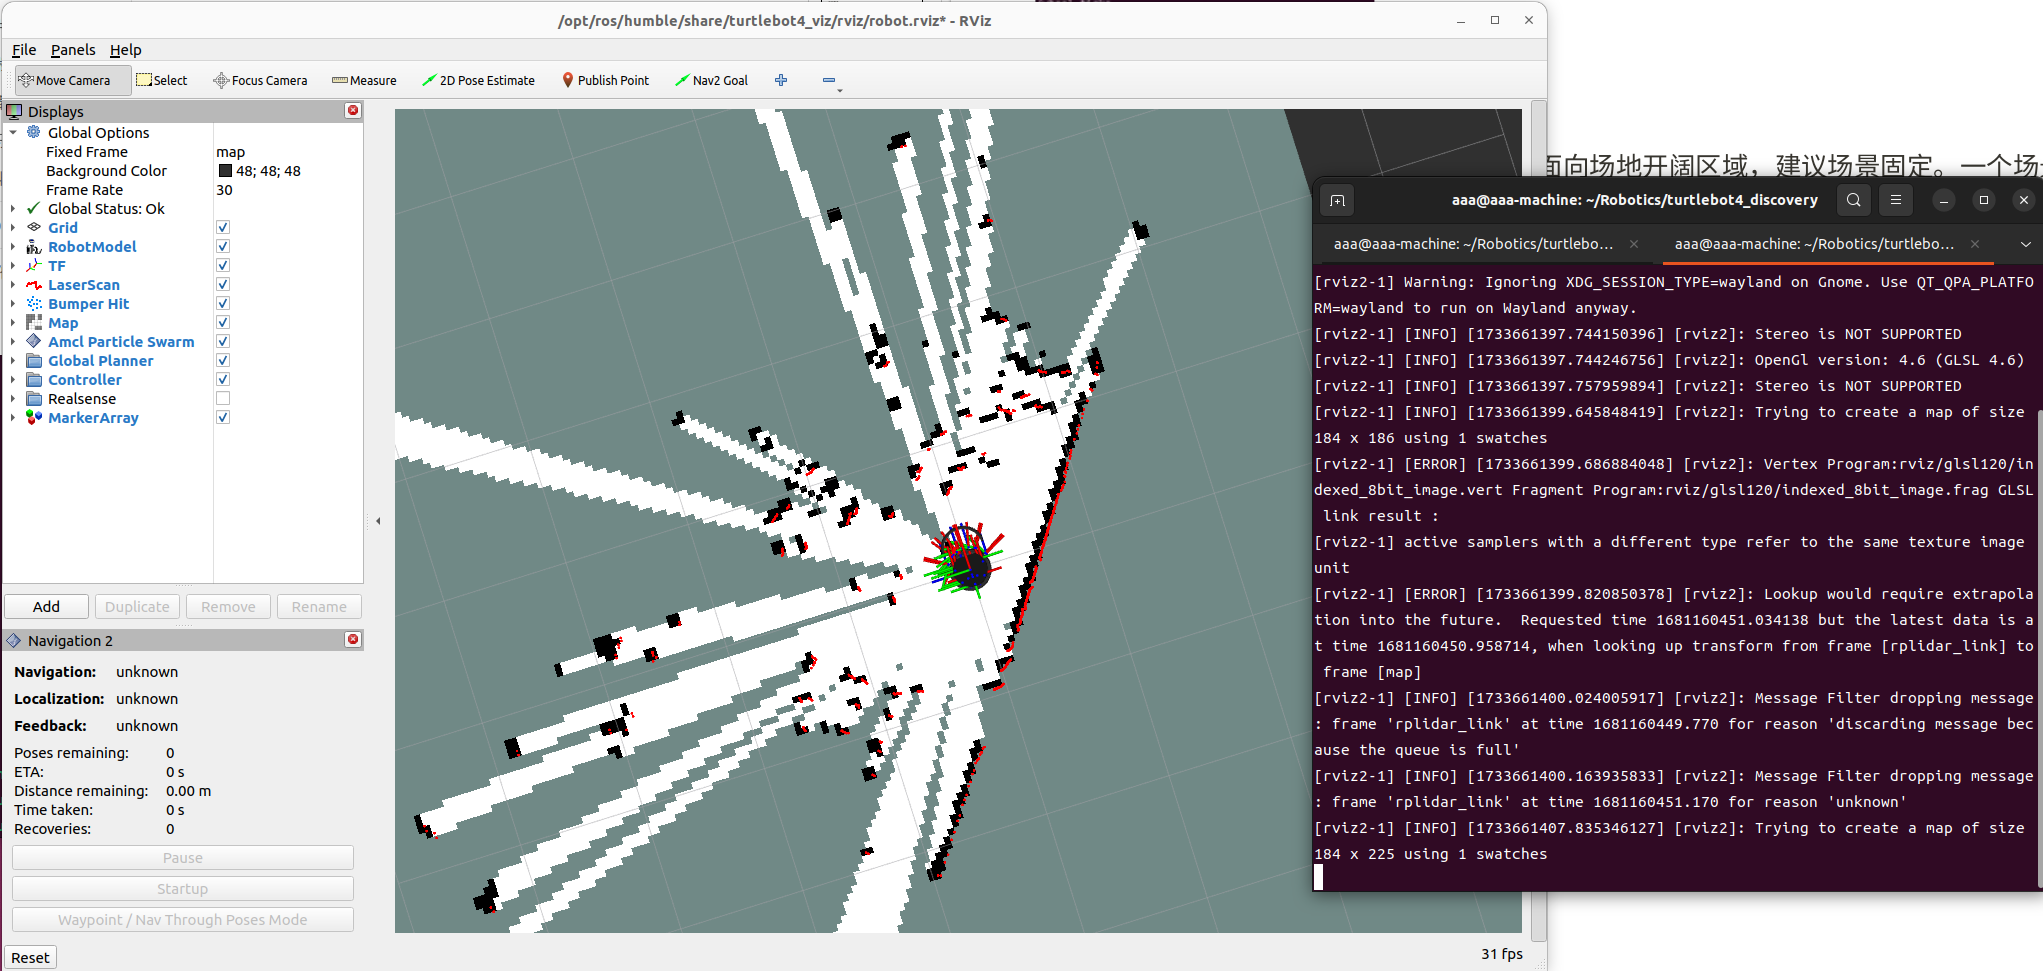 /opt/ros/humble/share/turtlebot4_viz/rviz/robot.rviz* - RViz
File Panels Help
Move Camera Select Focus Camera Measure 2D Pose Estimate Publish Point Nav2 Goal
Displays
Global Options
Fixed Frame map
Background Color 48; 48; 48
Frame Rate 30
Global Status: Ok
Grid
RobotModel
TF
LaserScan
Bumper Hit
Map
Amcl Particle Swarm
Global Planner
Controller
Realsense
MarkerArray
Add Duplicate Remove Rename
Navigation 2
Navigation: unknown
Localization: unknown
Feedback: unknown
Poses remaining: 0
ETA: 0 s
Distance remaining: 0.00 m
Time taken: 0 s
Recoveries: 0
Pause
Startup
Waypoint / Nav Through Poses Mode
Reset
31 fps
面向场地开阔区域，建议场景固定。一个场
aaa@aaa-machine: ~/Robotics/turtlebot4_discovery
aaa@aaa-machine: ~/Robotics/turtlebo...
aaa@aaa-machine: ~/Robotics/turtlebo...
[rviz2-1] Warning: Ignoring XDG_SESSION_TYPE=wayland on Gnome. Use QT_QPA_PLATFO
RM=wayland to run on Wayland anyway.
[rviz2-1] [INFO] [1733661397.744150396] [rviz2]: Stereo is NOT SUPPORTED
[rviz2-1] [INFO] [1733661397.744246756] [rviz2]: OpenGl version: 4.6 (GLSL 4.6)
[rviz2-1] [INFO] [1733661397.757959894] [rviz2]: Stereo is NOT SUPPORTED
[rviz2-1] [INFO] [1733661399.645848419] [rviz2]: Trying to create a map of size
184 x 186 using 1 swatches
[rviz2-1] [ERROR] [1733661399.686884048] [rviz2]: Vertex Program:rviz/glsl120/in
dexed_8bit_image.vert Fragment Program:rviz/glsl120/indexed_8bit_image.frag GLSL
link result :
[rviz2-1] active samplers with a different type refer to the same texture image
unit
[rviz2-1] [ERROR] [1733661399.820850378] [rviz2]: Lookup would require extrapola
tion into the future.  Requested time 1681160451.034138 but the latest data is a
t time 1681160450.958714, when looking up transform from frame [rplidar_link] to
frame [map]
[rviz2-1] [INFO] [1733661400.024005917] [rviz2]: Message Filter dropping message
: frame 'rplidar_link' at time 1681160449.770 for reason 'discarding message bec
ause the queue is full'
[rviz2-1] [INFO] [1733661400.163935833] [rviz2]: Message Filter dropping message
: frame 'rplidar_link' at time 1681160451.170 for reason 'unknown'
[rviz2-1] [INFO] [1733661407.835346127] [rviz2]: Trying to create a map of size
184 x 225 using 1 swatches